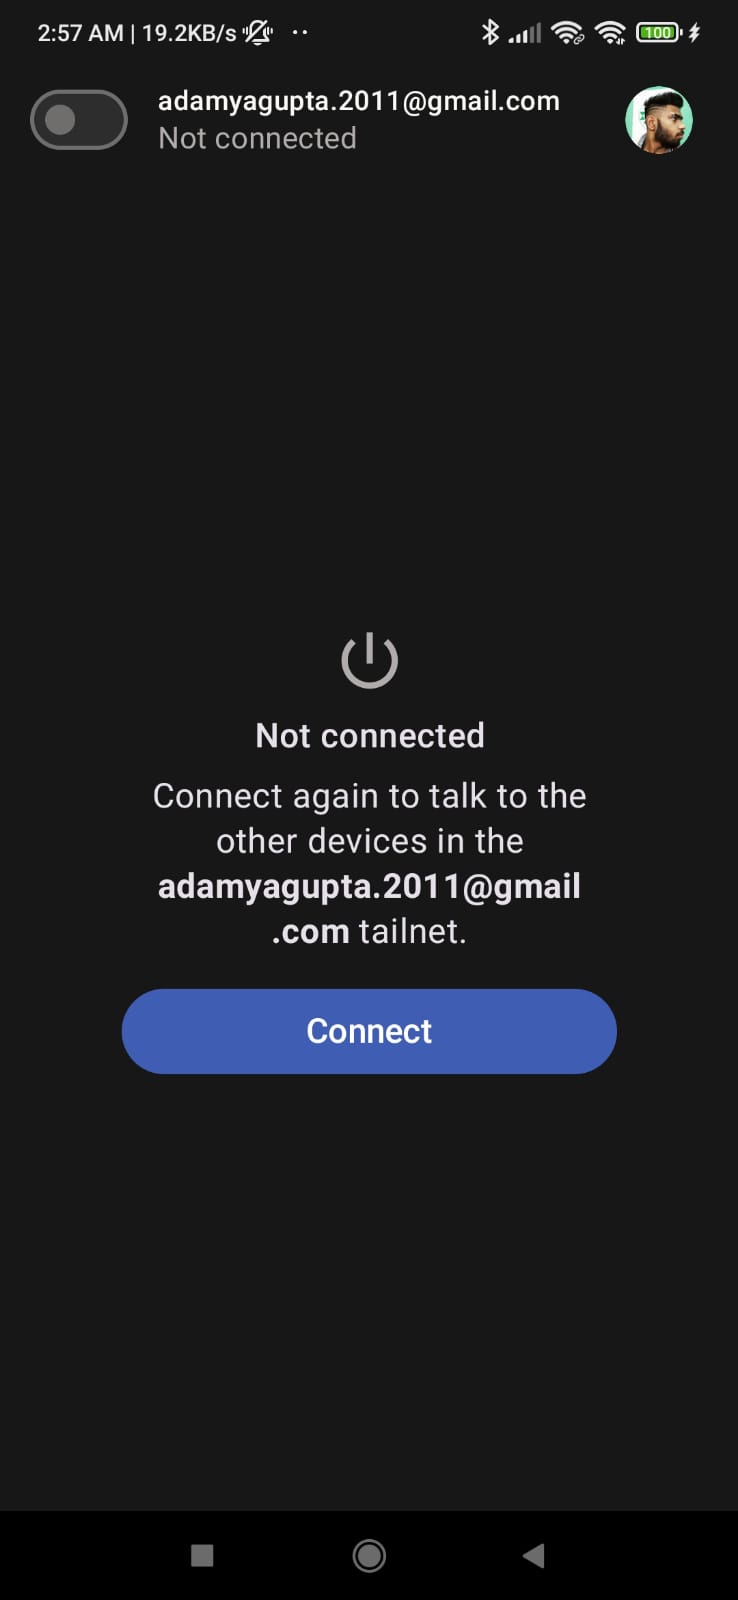 2:57 AM | 19.2KB/s
100
adamyagupta.2011@gmail.com
Not connected
Not connected
Connect again to talk to the
other devices in the
adamyagupta.2011@gmail
.com tailnet.
Connect